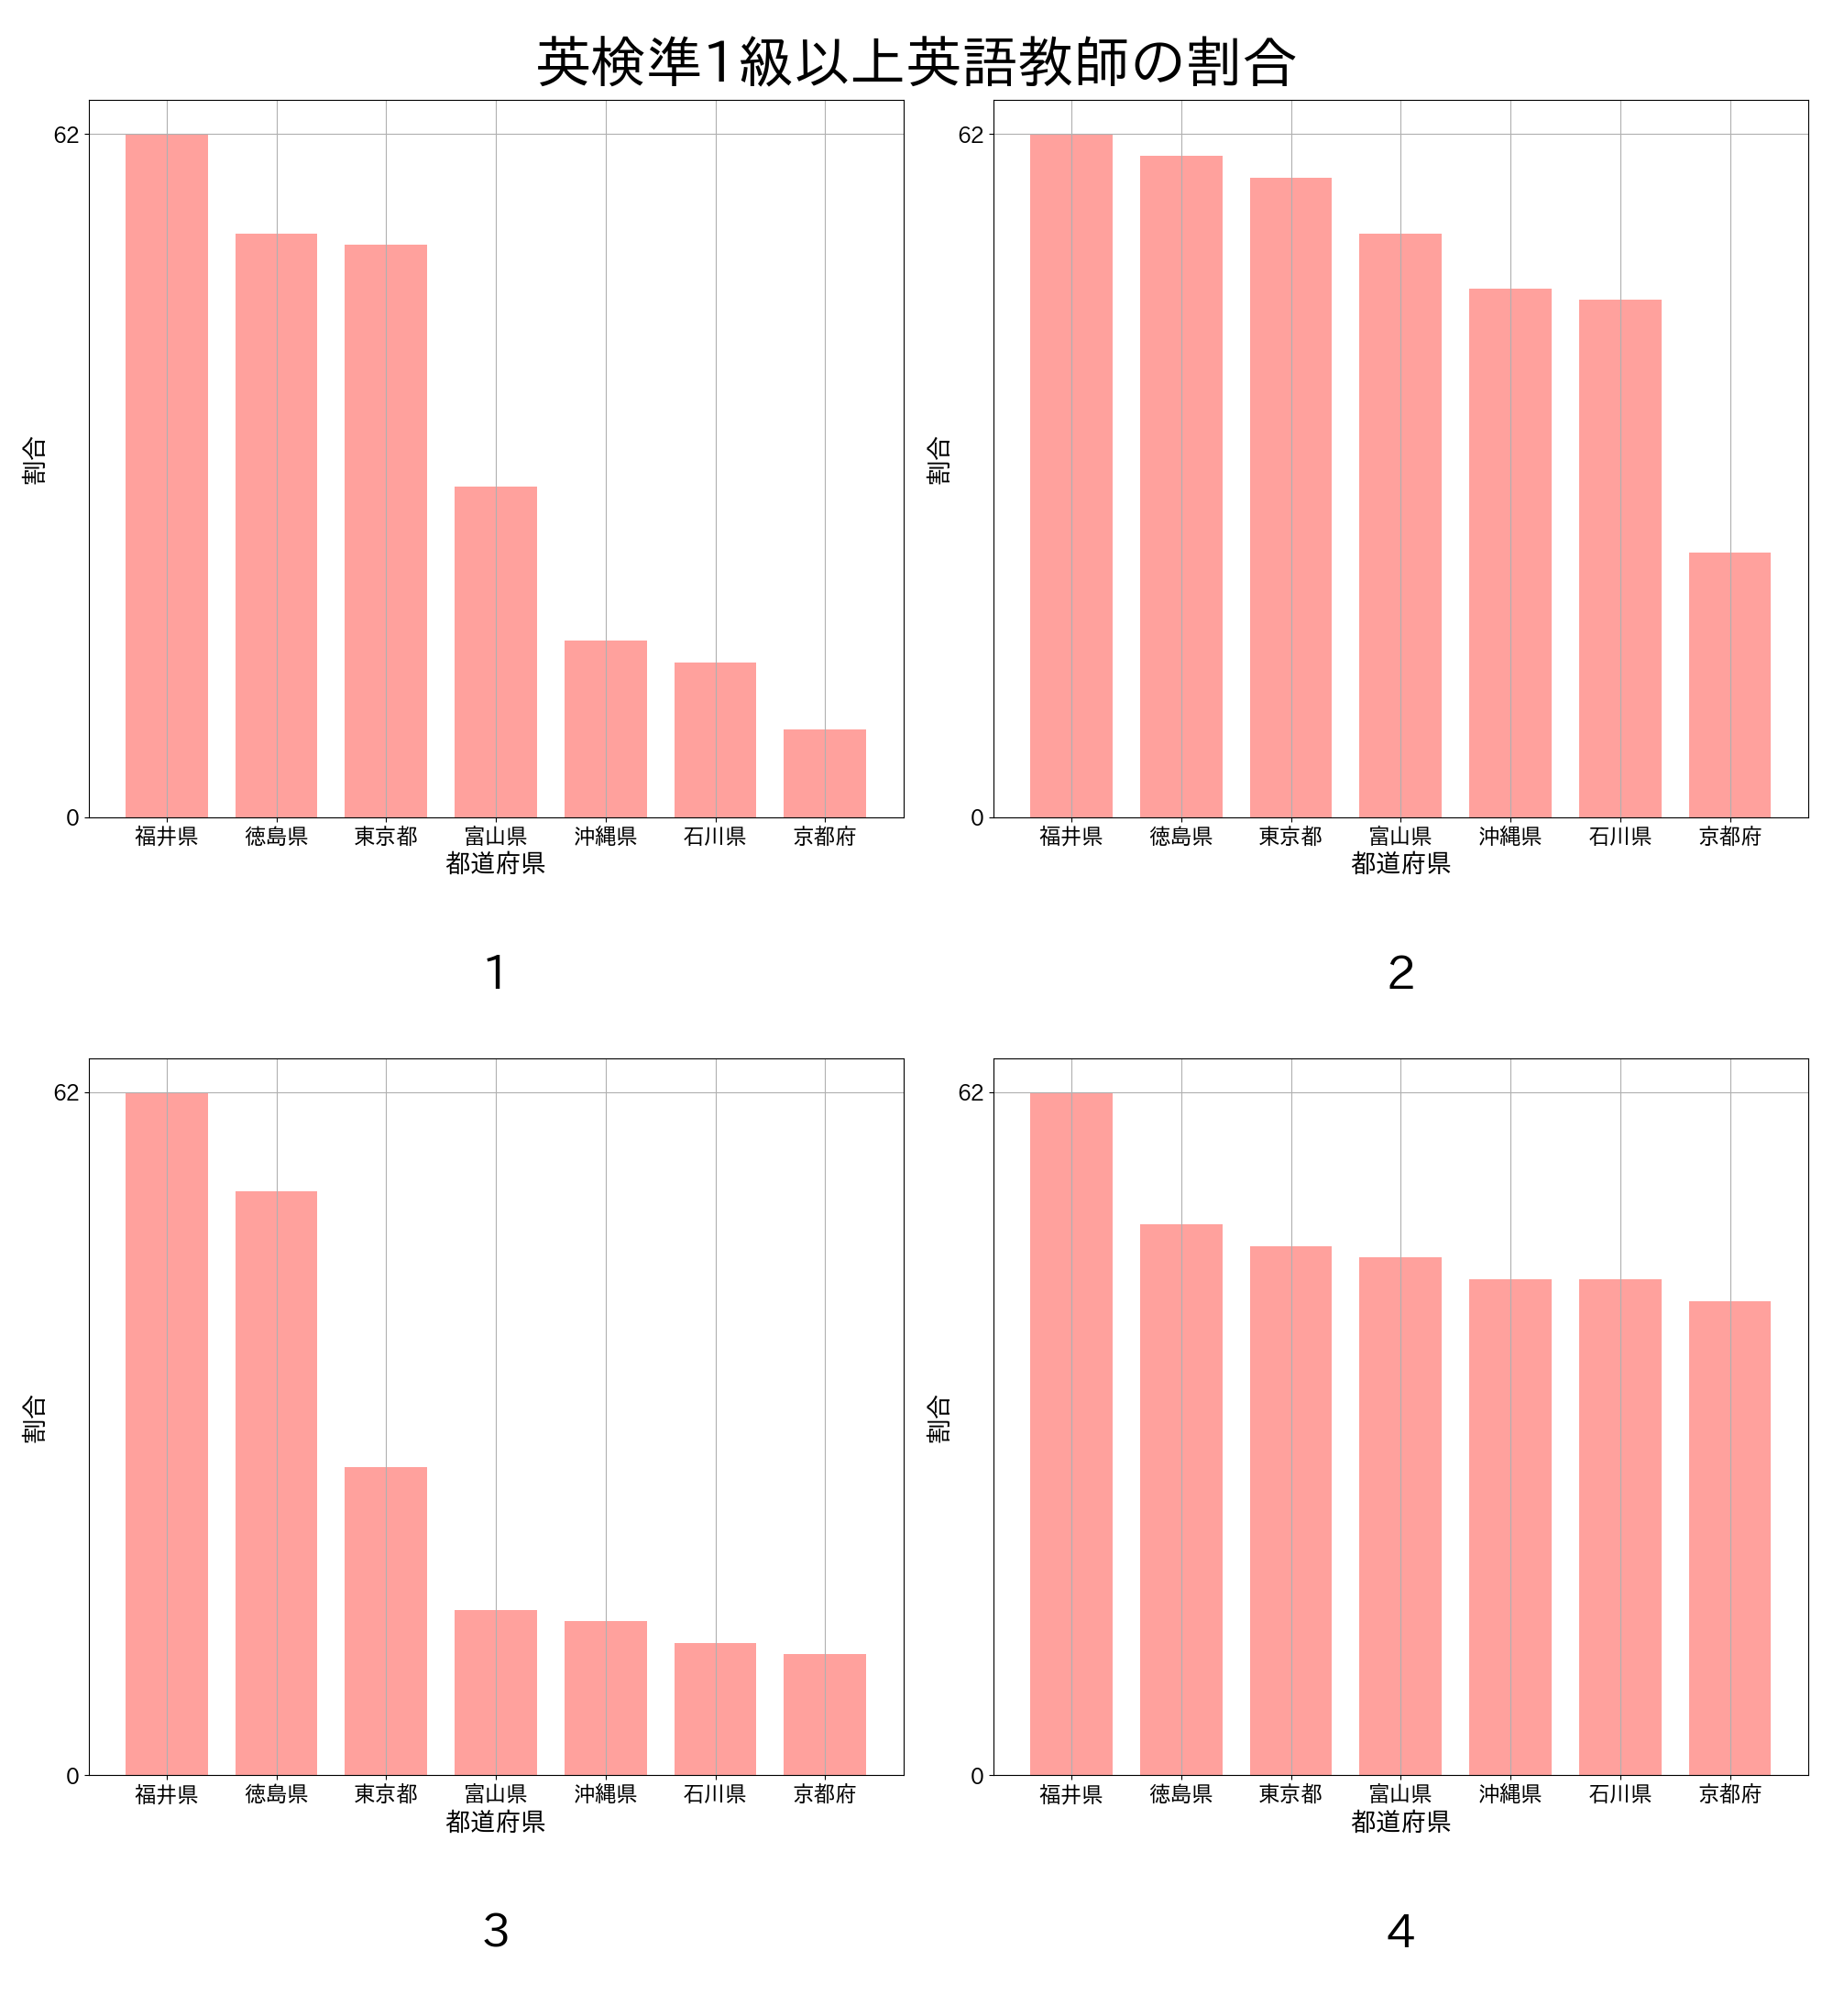 英検準1級以上英語教師の割合
62
0
割合
福井県 徳島県 東京都 富山県 沖縄県 石川県 京都府
都道府県
1
62
0
割合
福井県 徳島県 東京都 富山県 沖縄県 石川県 京都府
都道府県
2
62
0
割合
福井県 徳島県 東京都 富山県 沖縄県 石川県 京都府
都道府県
3
62
0
割合
福井県 徳島県 東京都 富山県 沖縄県 石川県 京都府
都道府県
4